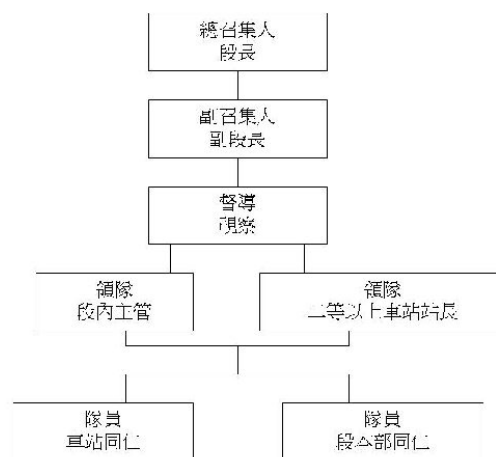 總召集人
段長
副召集人
副段長
督導
視察
領隊
段內主管
領隊
二等以上車站站長
隊員
車站同仁
隊員
段本部同仁